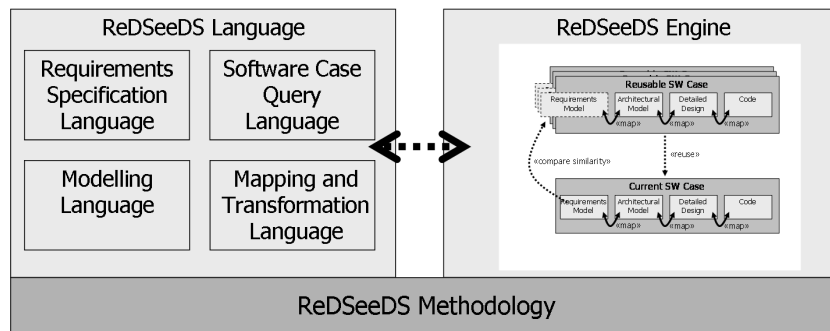 ReDSeeDS Language
Requirements
Specification
Language
Software Case
Query
Language
Modelling
Language
Mapping and
Transformation
Language
ReDSeeDS Engine
Reusable SW Case
Requirements
Model
Architectural
Model
Detailed
Design
Code
«map»
«map»
«map»
«compare similarity»
«reuse»
Current SW Case
Requirements
Model
Architectural
Model
Detailed
Design
Code
«map»
«map»
«map»
ReDSeeDS Methodology